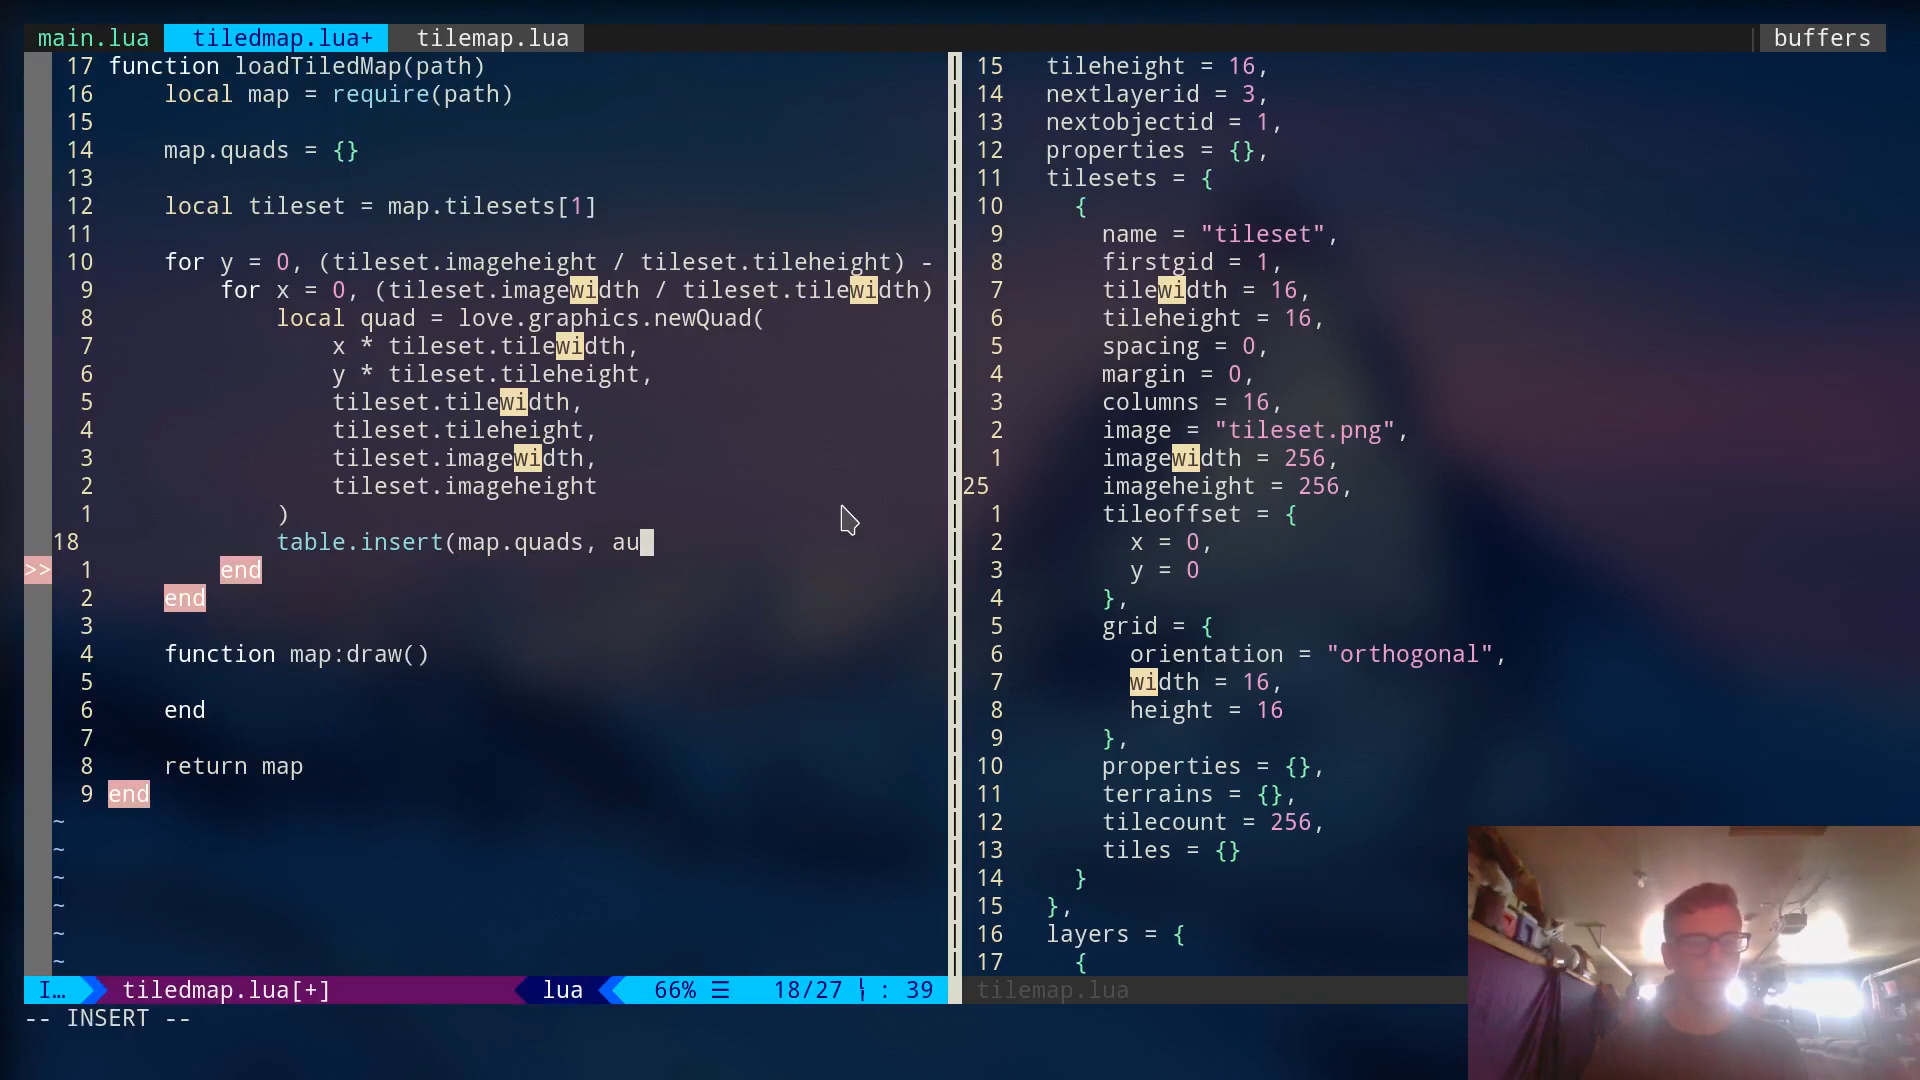 main.lua tiledmap.lua+ tilemap.lua buffers
17 function loadTiledMap(path)
16 local map = require(path)
15
14 map.quads = {}
13
12 local tileset = map.tilesets[1]
11
10 for y = 0, (tileset.imageheight / tileset.tileheight) -
9 for x = 0, (tileset.imagewidth / tileset.tilewidth)
8 local quad = love.graphics.newQuad(
7 x * tileset.tilewidth,
6 y * tileset.tileheight,
5 tileset.tilewidth,
4 tileset.tileheight,
3 tileset.imagewidth,
2 tileset.imageheight
1 )
18 table.insert(map.quads, au
>> 1 end
2 end
3
4 function map:draw()
5
6 end
7
8 return map
9 end
~
~
~
~
~
~
I… tiledmap.lua[+] lua 66% ☰ 18/27 : 39
-- INSERT --
15 tileheight = 16,
14 nextlayerid = 3,
13 nextobjectid = 1,
12 properties = {},
11 tilesets = {
10 {
9 name = "tileset",
8 firstgid = 1,
7 tilewidth = 16,
6 tileheight = 16,
5 spacing = 0,
4 margin = 0,
3 columns = 16,
2 image = "tileset.png",
1 imagewidth = 256,
25 imageheight = 256,
1 tileoffset = {
2 x = 0,
3 y = 0
4 },
5 grid = {
6 orientation = "orthogonal",
7 width = 16,
8 height = 16
9 },
10 properties = {},
11 terrains = {},
12 tilecount = 256,
13 tiles = {}
14 }
15 },
16 layers = {
17 {
tilemap.lua